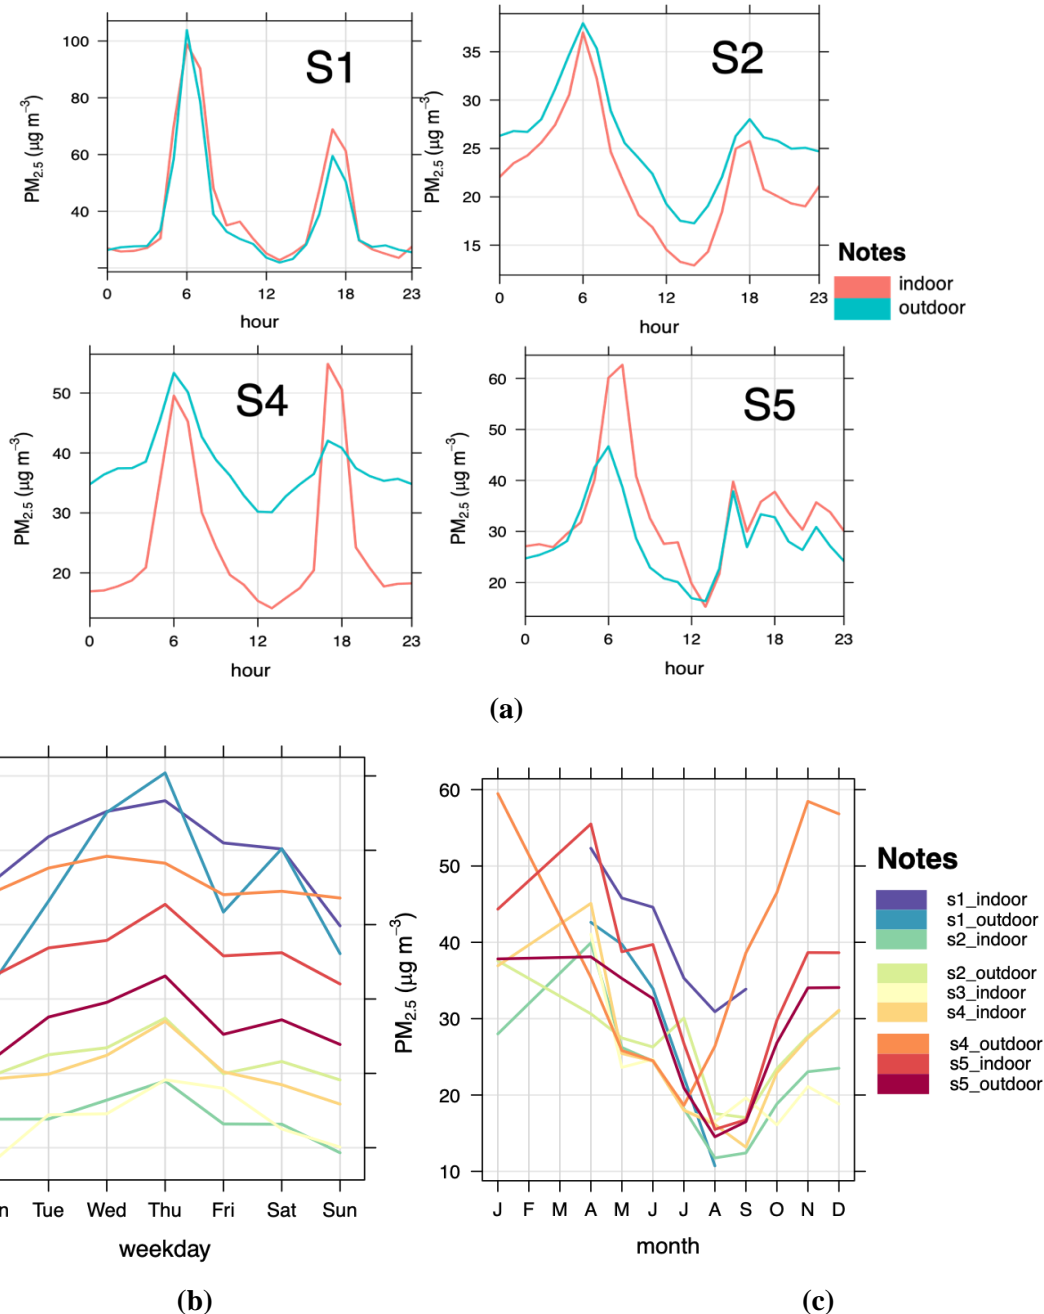 S1
PM2.5 (µg m−3)
100
80
60
40
0 6 12 18 23
hour
S2
PM2.5 (µg m−3)
35
30
25
20
15
0 6 12 18 23
hour
Notes
indoor
outdoor
S4
PM2.5 (µg m−3)
50
40
30
20
0 6 12 18 23
hour
S5
PM2.5 (µg m−3)
60
50
40
30
20
0 6 12 18 23
hour
(a)
n Tue Wed Thu Fri Sat Sun
weekday
(b)
PM2.5 (µg m−3)
60
50
40
30
20
10
J F M A M J J A S O N D
month
(c)
Notes
s1_indoor
s1_outdoor
s2_indoor
s2_outdoor
s3_indoor
s4_indoor
s4_outdoor
s5_indoor
s5_outdoor